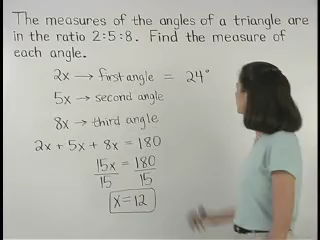 The measures of the angles of a triangle are
in the ratio 2:5:8. Find the measure of
each angle.
2x → first angle = 24°
5x → second angle
8x → third angle
2x + 5x + 8x = 180
15x = 180
15 15
x = 12